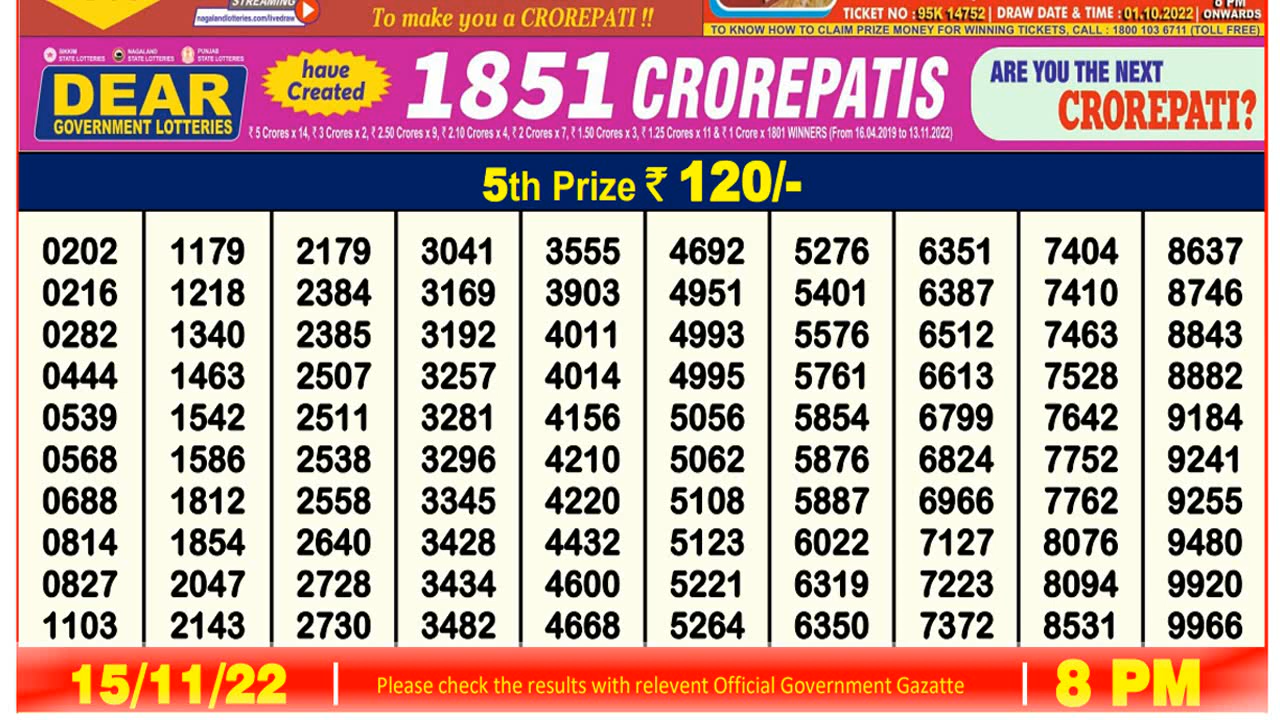 STREAMING
nagalandlotteries.com/livedraw
To make you a CROREPATI !!
TICKET NO : 95K 14752 | DRAW DATE & TIME : 01.10.2022 | 8 PM ONWARDS
TO KNOW HOW TO CLAIM PRIZE MONEY FOR WINNING TICKETS, CALL : 1800 103 6711 (TOLL FREE)
SIKKIM STATE LOTTERIES NAGALAND STATE LOTTERIES PUNJAB STATE LOTTERIES
DEAR
GOVERNMENT LOTTERIES
have
Created
1851 CROREPATIS
₹ 5 Crores x 14, ₹ 3 Crores x 2, ₹ 2.50 Crores x 9, ₹ 2.10 Crores x 4, ₹ 2 Crores x 7, ₹ 1.50 Crores x 3, ₹ 1.25 Crores x 11 & ₹ 1 Crore x 1801 WINNERS (From 16.04.2019 to 13.11.2022)
ARE YOU THE NEXT
CROREPATI?
5th Prize ₹ 120/-
0202 1179 2179 3041 3555 4692 5276 6351 7404 8637
0216 1218 2384 3169 3903 4951 5401 6387 7410 8746
0282 1340 2385 3192 4011 4993 5576 6512 7463 8843
0444 1463 2507 3257 4014 4995 5761 6613 7528 8882
0539 1542 2511 3281 4156 5056 5854 6799 7642 9184
0568 1586 2538 3296 4210 5062 5876 6824 7752 9241
0688 1812 2558 3345 4220 5108 5887 6966 7762 9255
0814 1854 2640 3428 4432 5123 6022 7127 8076 9480
0827 2047 2728 3434 4600 5221 6319 7223 8094 9920
1103 2143 2730 3482 4668 5264 6350 7372 8531 9966
15/11/22 | Please check the results with relevent Official Government Gazatte | 8 PM